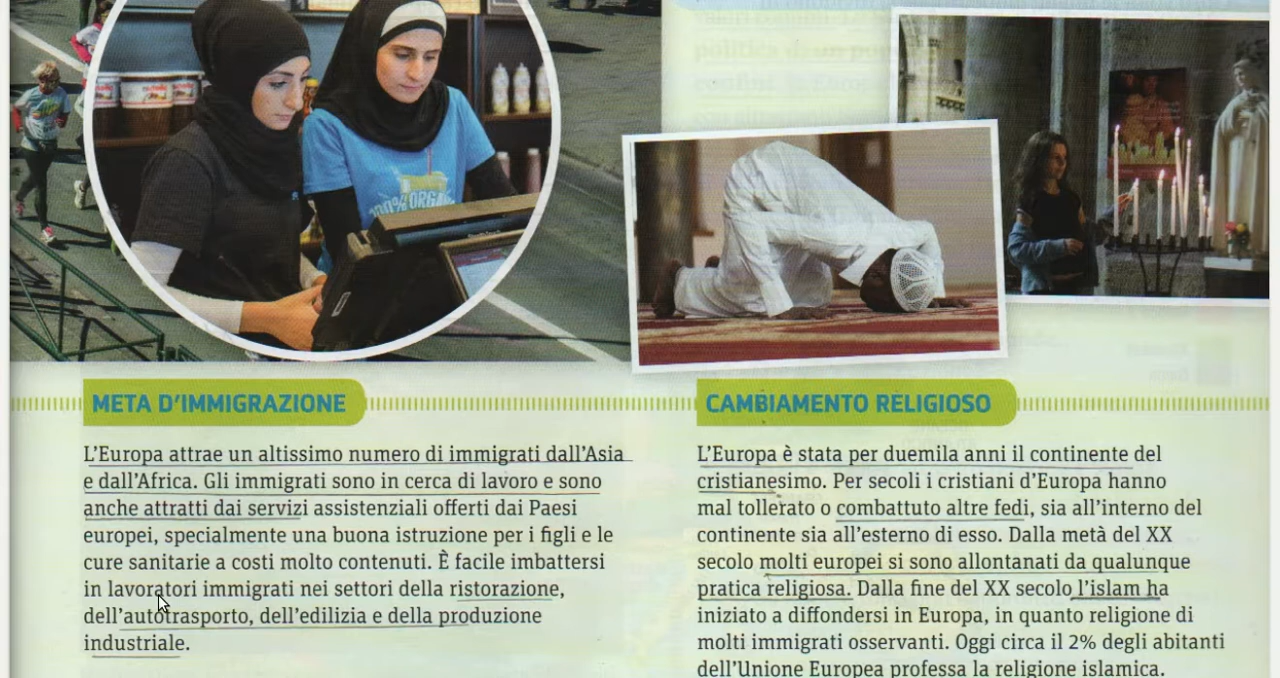 100% ORGANIC
META D'IMMIGRAZIONE
L'Europa attrae un altissimo numero di immigrati dall'Asia
e dall'Africa. Gli immigrati sono in cerca di lavoro e sono
anche attratti dai servizi assistenziali offerti dai Paesi
europei, specialmente una buona istruzione per i figli e le
cure sanitarie a costi molto contenuti. È facile imbattersi
in lavoratori immigrati nei settori della ristorazione,
dell'autotrasporto, dell'edilizia e della produzione
industriale.
CAMBIAMENTO RELIGIOSO
L'Europa è stata per duemila anni il continente del
cristianesimo. Per secoli i cristiani d'Europa hanno
mal tollerato o combattuto altre fedi, sia all'interno del
continente sia all'esterno di esso. Dalla metà del XX
secolo molti europei si sono allontanati da qualunque
pratica religiosa. Dalla fine del XX secolo l'islam ha
iniziato a diffondersi in Europa, in quanto religione di
molti immigrati osservanti. Oggi circa il 2% degli abitanti
dell'Unione Europea professa la religione islamica.